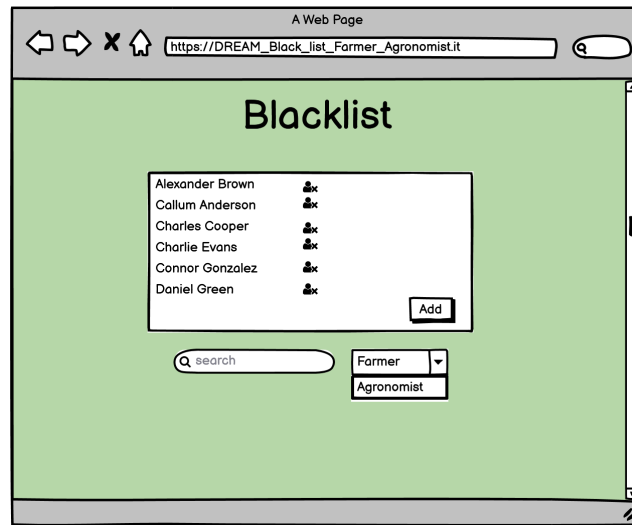 A Web Page
https://DREAM_Black_list_Farmer_Agronomist.it
Blacklist
Alexander Brown
Callum Anderson
Charles Cooper
Charlie Evans
Connor Gonzalez
Daniel Green
Add
search
Farmer
Agronomist